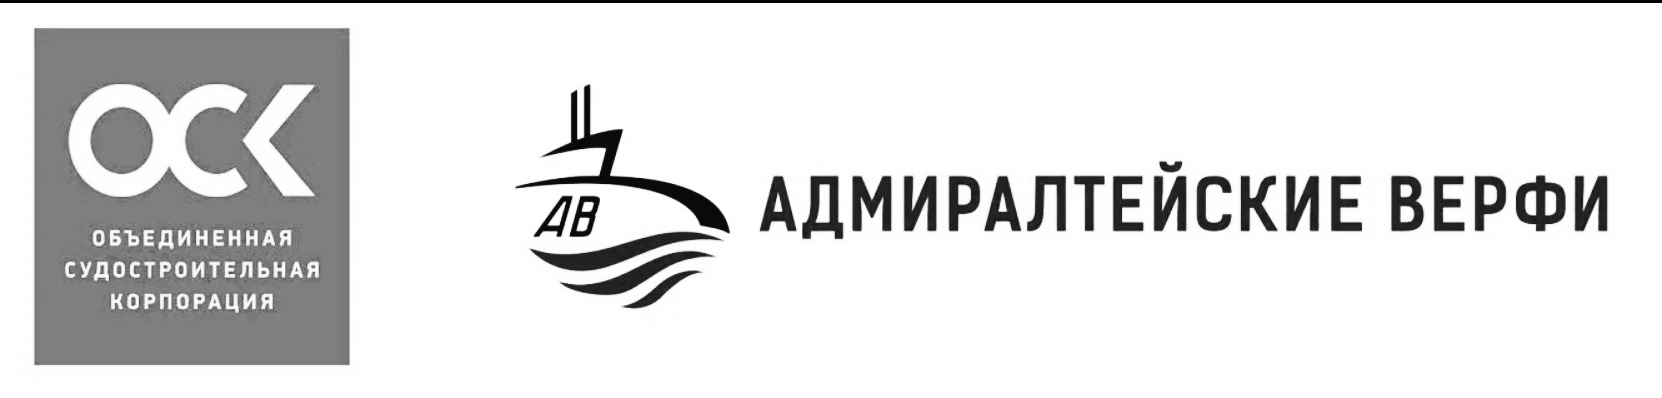 ОСК
ОБЪЕДИНЕННАЯ
СУДОСТРОИТЕЛЬНАЯ
КОРПОРАЦИЯ
АВ
АДМИРАЛТЕЙСКИЕ ВЕРФИ